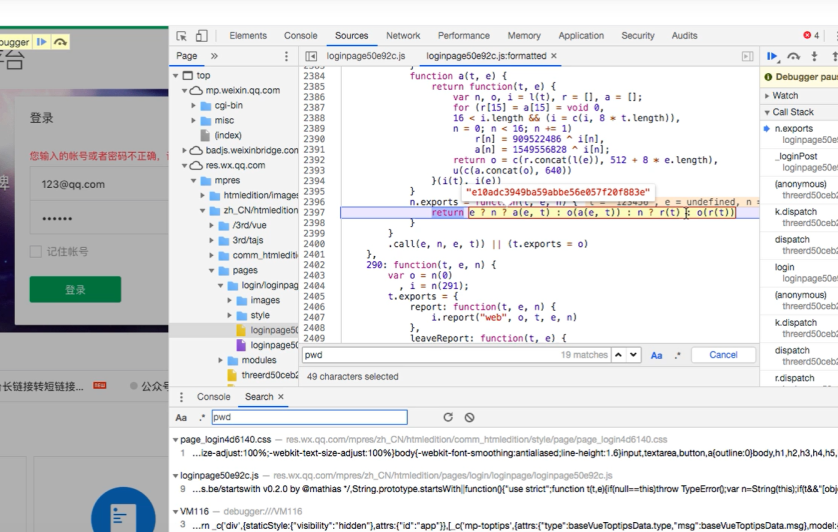 bugger
台
登录
您输入的帐号或者密码不正确，
牌
123@qq.com
••••••
记住帐号
登录
长链接转短链接...
公众号
Elements Console Sources Network Performance Memory Application Security Audits 4
Page »
top
mp.weixin.qq.com
cgi-bin
misc
(index)
badjs.weixinbridge.com
res.wx.qq.com
mpres
htmledition/images
zh_CN/htmledition
/3rd/vue
3rd/tajs
comm_htmledition
pages
login/loginpage
images
style
loginpage50
loginpage50
modules
threerd50ceb2
loginpage50e92c.js loginpage50e92c.js:formatted ×
2383 }
2384 function a(t, e) {
2385 return function(t, e) {
2386 var n, o, i = l(t), r = [], a = [];
2387 for (r[15] = a[15] = void 0,
2388 16 < i.length && (i = c(i, 8 * t.length)),
2389 n = 0; n < 16; n += 1)
2390 r[n] = 909522486 ^ i[n],
2391 a[n] = 1549556828 ^ i[n];
2392 return o = c(r.concat(l(e)), 512 + 8 * e.length),
2393 u(c(a.concat(o), 640))
2394 }(i(t), i(e))
2395 }
"e10adc3949ba59abbe56e057f20f883e"
2396 n.exports = function(t, e, n) { t = "123456", e = undefined, n =
2397 return e ? n ? a(e, t) : o(a(e, t)) : n ? r(t) : o(r(t))
2398 }
2399 }
2400 .call(e, n, e, t)) || (t.exports = o)
2401 },
2402 290: function(t, e, n) {
2403 var o = n(0)
2404 , i = n(291);
2405 t.exports = {
2406 report: function(t, e, n) {
2407 i.report("web", o, t, e, n)
2408 },
2409 leaveReport: function(t, e) {
pwd 19 matches Aa .* Cancel
49 characters selected
Debugger paus
Watch
Call Stack
n.exports
loginpage50e
_loginPost
loginpage50e
(anonymous)
threerd50ceb
k.dispatch
threerd50ceb
dispatch
threerd50ceb
login
loginpage50e
(anonymous)
threerd50ceb
k.dispatch
threerd50ceb
dispatch
threerd50ceb
r.dispatch
Console Search ×
Aa .* pwd
page_login4d6140.css — res.wx.qq.com/mpres/zh_CN/htmledition/comm_htmledition/style/page/page_login4d6140.css
1 ...ize-adjust:100%;-webkit-text-size-adjust:100%}body{-webkit-font-smoothing:antialiased;line-height:1.6}input,textarea,button,a{outline:0}body,h1,h2,h3,h4,h5,
loginpage50e92c.js — res.wx.qq.com/mpres/zh_CN/htmledition/pages/login/loginpage/loginpage50e92c.js
9 ...s.be/startswith v0.2.0 by @mathias */,String.prototype.startsWith||function(){"use strict";function t(t,e){if(null==this)throw TypeError();var n=String(this);if(t&&"[obj
VM116 — debugger:///VM116
3 ...rn _c('div',{staticStyle:{"visibility":"hidden"},attrs:{"id":"app"}},[_c('mp-toptips',{attrs:{"type":baseVueToptipsData.type,"msg":baseVueToptipsData.msg},model: